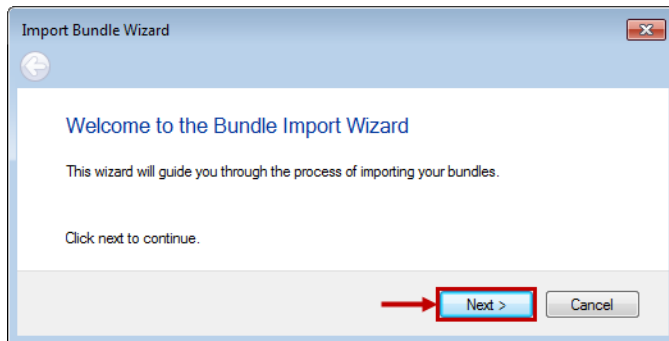 Import Bundle Wizard
Welcome to the Bundle Import Wizard
This wizard will guide you through the process of importing your bundles.
Click next to continue.
Next >
Cancel